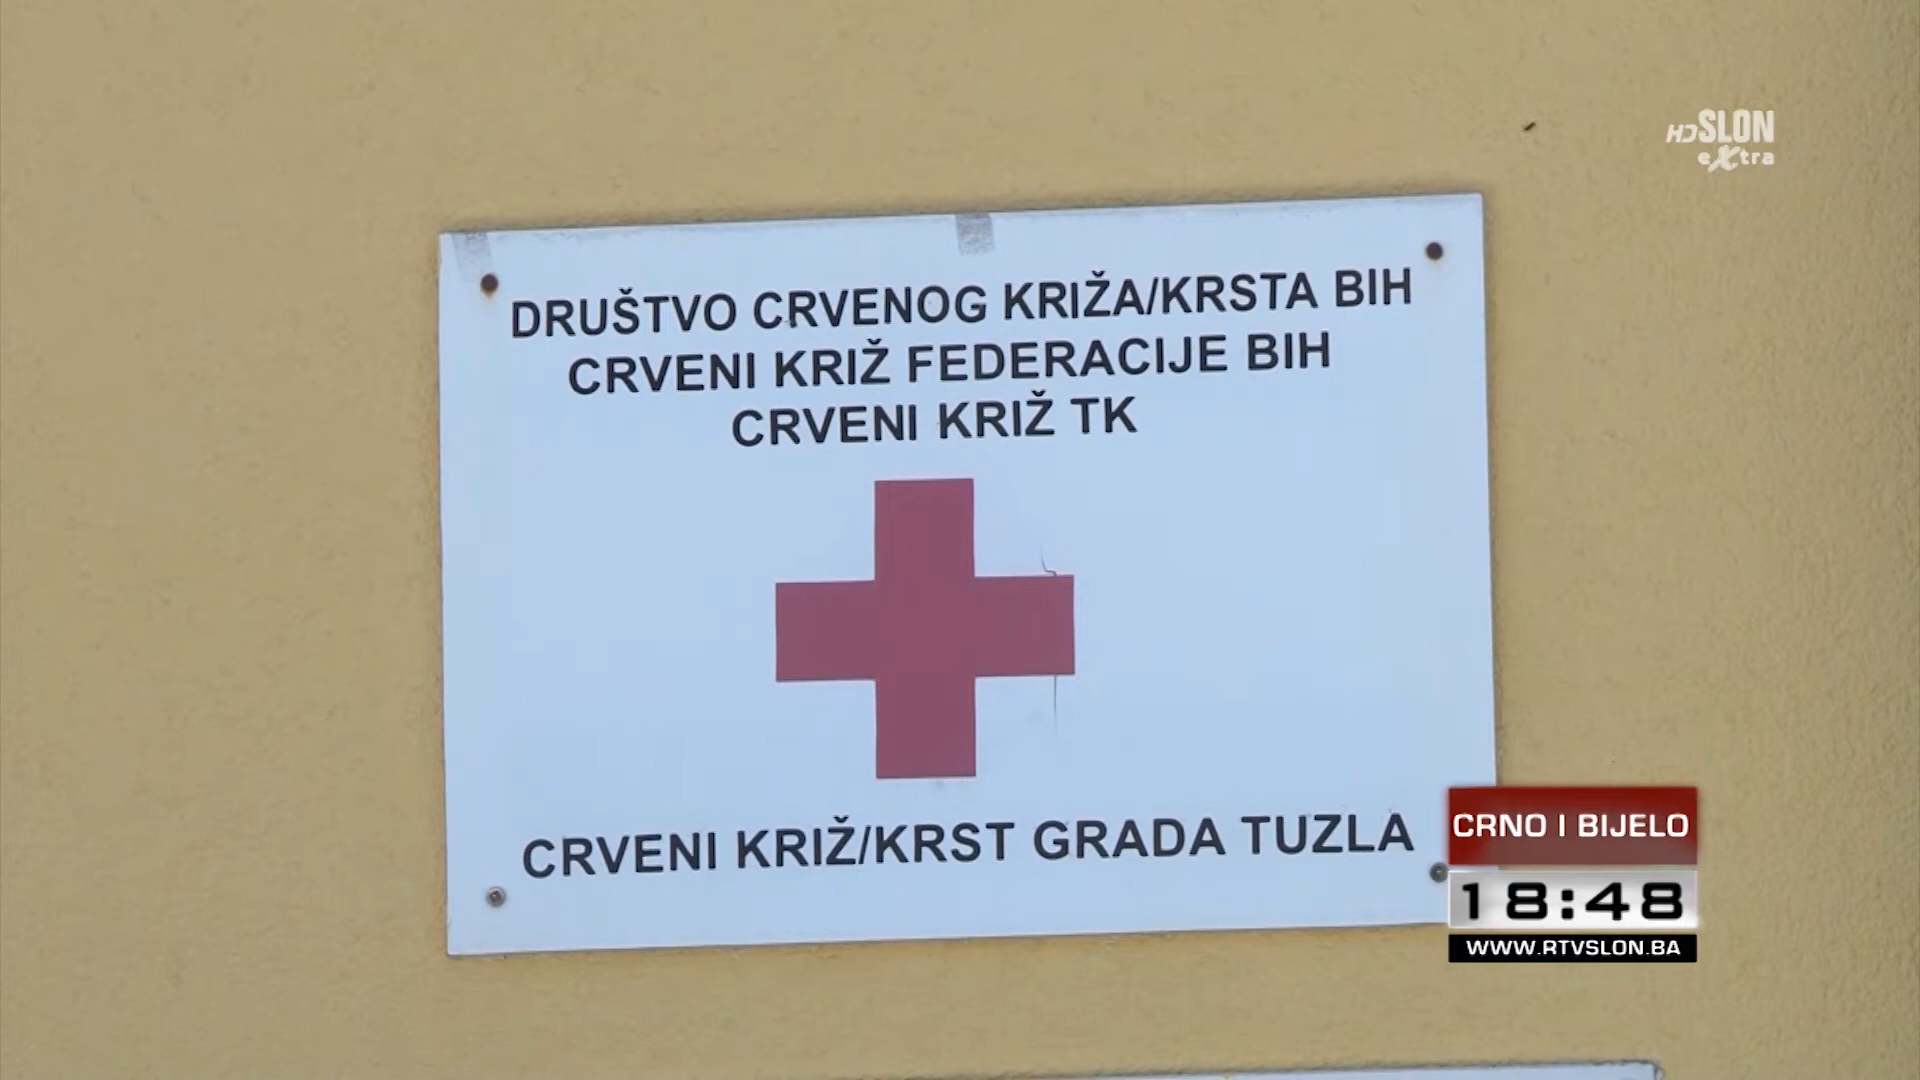 HD SLON
extra
DRUŠTVO CRVENOG KRIŽA/KRSTA BIH
CRVENI KRIŽ FEDERACIJE BIH
CRVENI KRIŽ TK
CRVENI KRIŽ/KRST GRADA TUZLA
CRNO I BIJELO
18:48
WWW.RTVSLON.BA